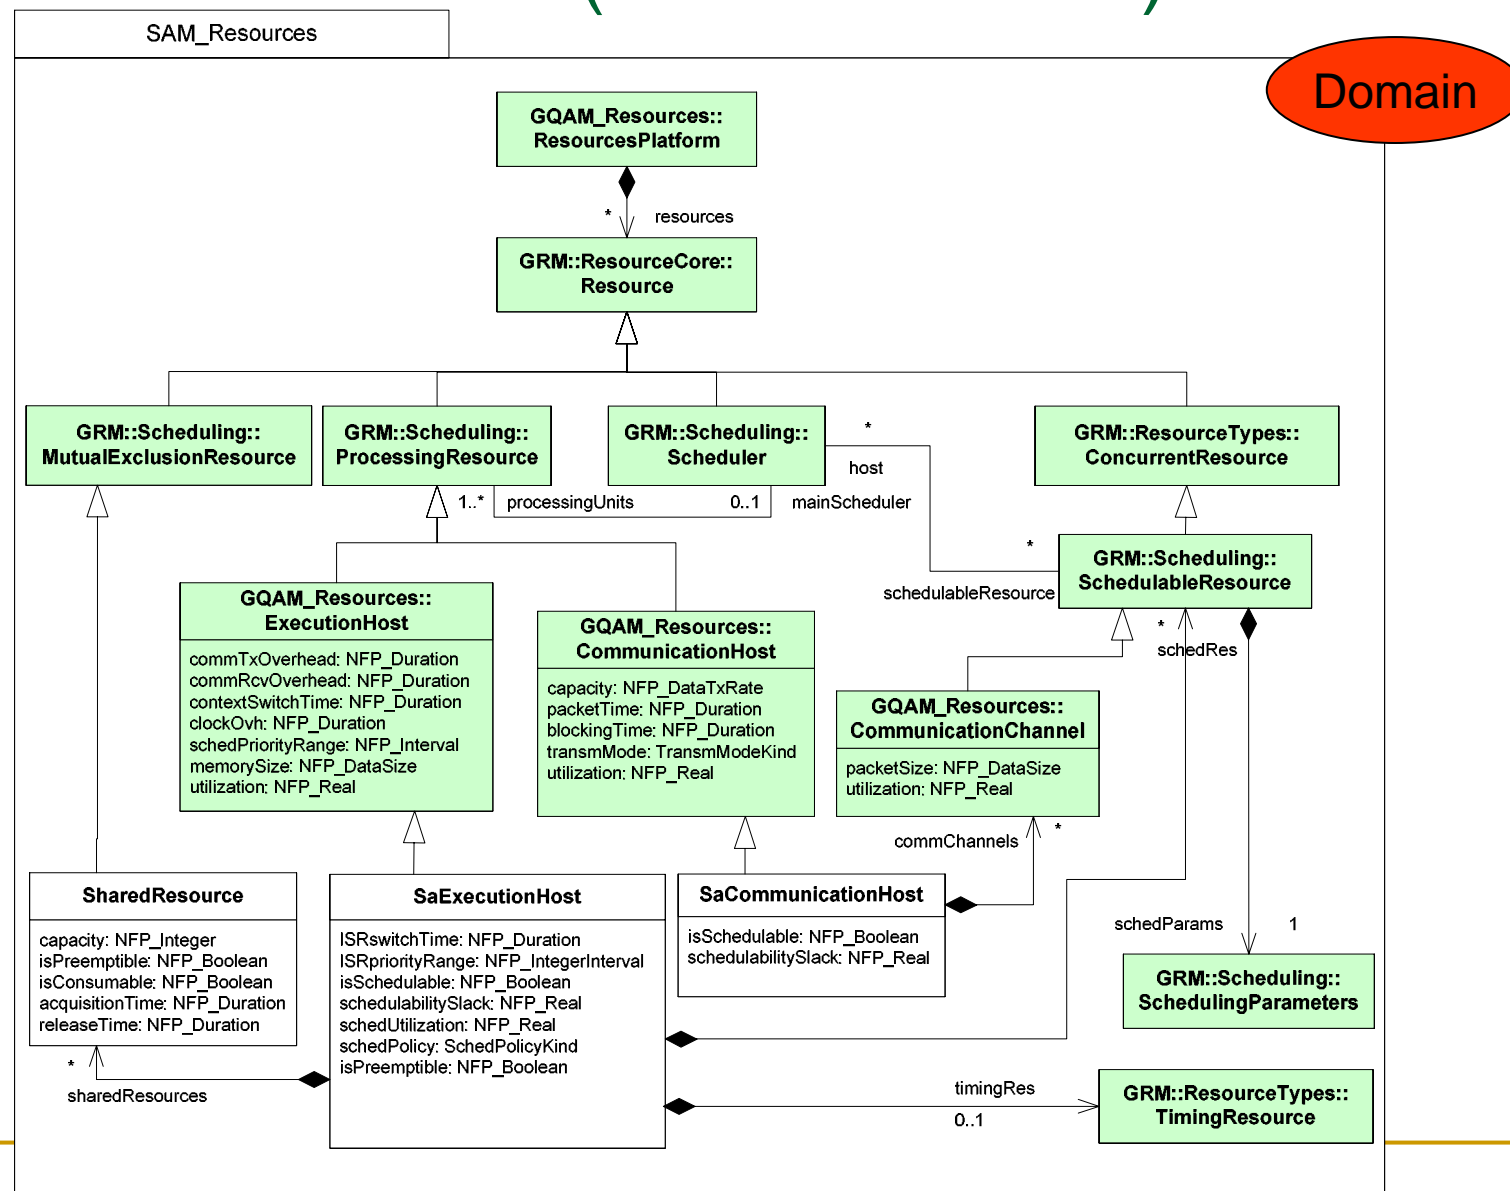 ( )
SAM_Resources
Domain
GQAM_Resources::
ResourcesPlatform
* resources
GRM::ResourceCore::
Resource
GRM::Scheduling::
MutualExclusionResource
GRM::Scheduling::
ProcessingResource
GRM::Scheduling::
Scheduler
GRM::ResourceTypes::
ConcurrentResource
*
host
1..* processingUnits 0..1 mainScheduler
*
schedulableResource
GRM::Scheduling::
SchedulableResource
* schedRes
GQAM_Resources::
ExecutionHost
commTxOverhead: NFP_Duration
commRcvOverhead: NFP_Duration
contextSwitchTime: NFP_Duration
clockOvh: NFP_Duration
schedPriorityRange: NFP_Interval
memorySize: NFP_DataSize
utilization: NFP_Real
GQAM_Resources::
CommunicationHost
capacity: NFP_DataTxRate
packetTime: NFP_Duration
blockingTime: NFP_Duration
transmMode: TransmModeKind
utilization: NFP_Real
GQAM_Resources::
CommunicationChannel
packetSize: NFP_DataSize
utilization: NFP_Real
commChannels *
SharedResource
capacity: NFP_Integer
isPreemptible: NFP_Boolean
isConsumable: NFP_Boolean
acquisitionTime: NFP_Duration
releaseTime: NFP_Duration
*
sharedResources
SaExecutionHost
ISRswitchTime: NFP_Duration
ISRpriorityRange: NFP_IntegerInterval
isSchedulable: NFP_Boolean
schedulabilitySlack: NFP_Real
schedUtilization: NFP_Real
schedPolicy: SchedPolicyKind
isPreemptible: NFP_Boolean
SaCommunicationHost
isSchedulable: NFP_Boolean
schedulabilitySlack: NFP_Real
schedParams 1
GRM::Scheduling::
SchedulingParameters
timingRes
0..1
GRM::ResourceTypes::
TimingResource